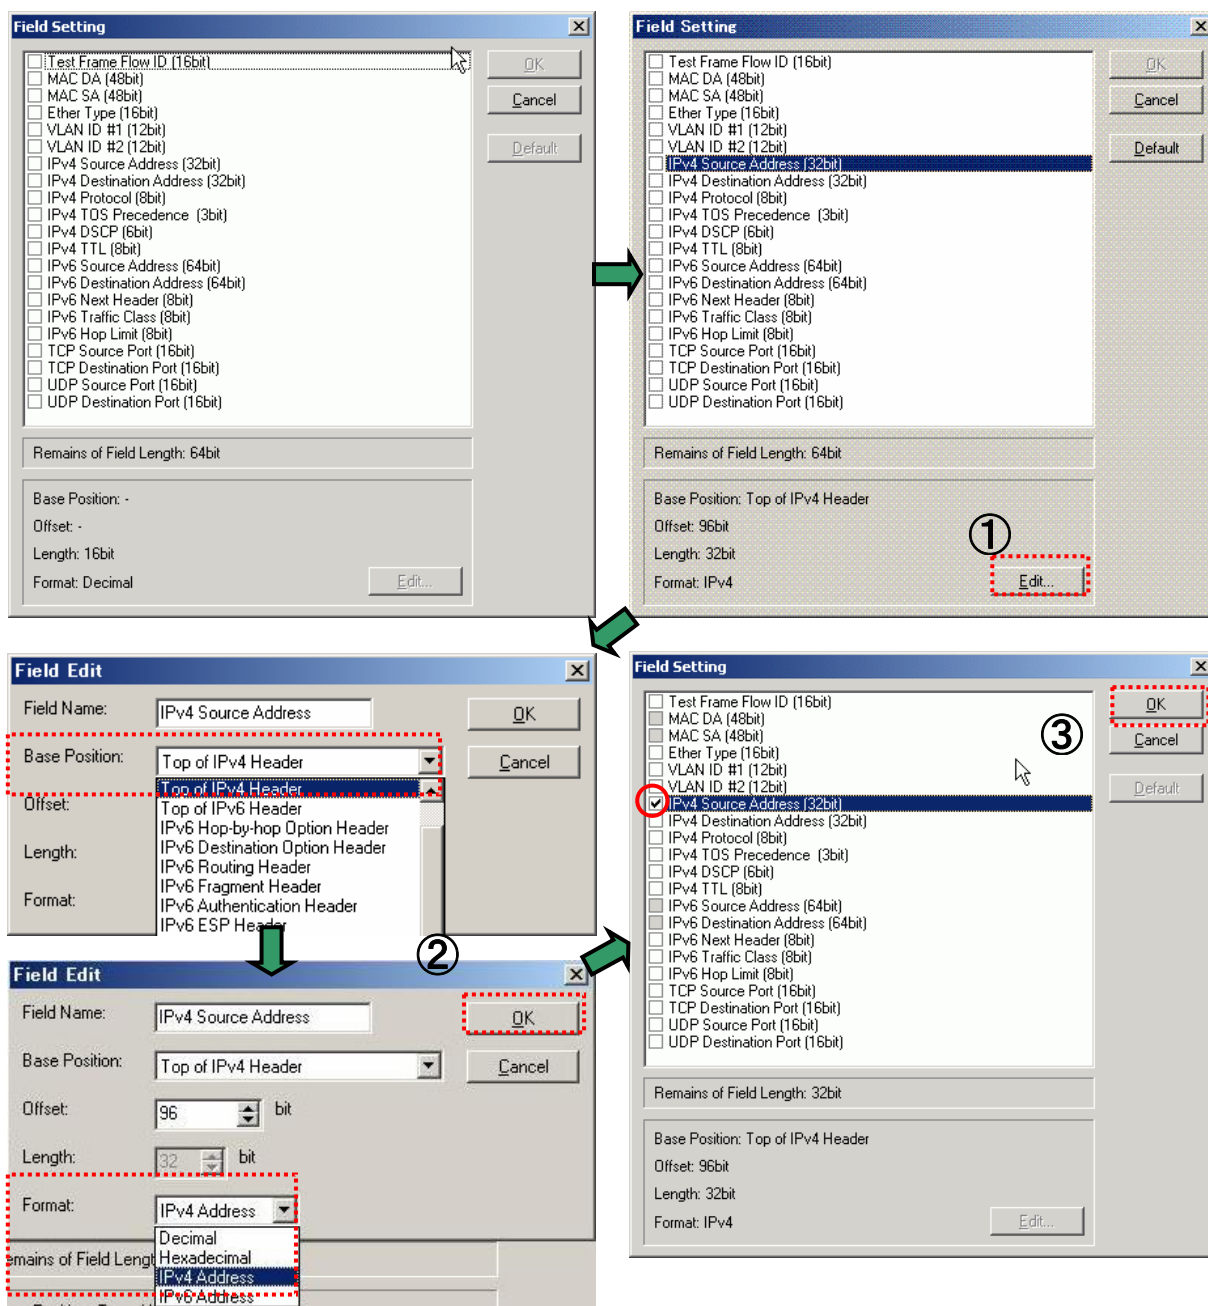 Field Setting
Test Frame Flow ID (16bit)
MAC DA (48bit)
MAC SA (48bit)
Ether Type (16bit)
VLAN ID #1 (12bit)
VLAN ID #2 (12bit)
IPv4 Source Address (32bit)
IPv4 Destination Address (32bit)
IPv4 Protocol (8bit)
IPv4 TOS Precedence (3bit)
IPv4 DSCP (6bit)
IPv4 TTL (8bit)
IPv6 Source Address (64bit)
IPv6 Destination Address (64bit)
IPv6 Next Header (8bit)
IPv6 Traffic Class (8bit)
IPv6 Hop Limit (8bit)
TCP Source Port (16bit)
TCP Destination Port (16bit)
UDP Source Port (16bit)
UDP Destination Port (16bit)
OK
Cancel
Default
Remains of Field Length: 64bit
Base Position: -
Offset: -
Length: 16bit
Format: Decimal
Edit...
Field Setting
Test Frame Flow ID (16bit)
MAC DA (48bit)
MAC SA (48bit)
Ether Type (16bit)
VLAN ID #1 (12bit)
VLAN ID #2 (12bit)
IPv4 Source Address (32bit)
IPv4 Destination Address (32bit)
IPv4 Protocol (8bit)
IPv4 TOS Precedence (3bit)
IPv4 DSCP (6bit)
IPv4 TTL (8bit)
IPv6 Source Address (64bit)
IPv6 Destination Address (64bit)
IPv6 Next Header (8bit)
IPv6 Traffic Class (8bit)
IPv6 Hop Limit (8bit)
TCP Source Port (16bit)
TCP Destination Port (16bit)
UDP Source Port (16bit)
UDP Destination Port (16bit)
OK
Cancel
Default
Remains of Field Length: 64bit
Base Position: Top of IPv4 Header
Offset: 96bit
Length: 32bit
Format: IPv4
①
Edit...
Field Edit
Field Name: IPv4 Source Address
OK
Base Position: Top of IPv4 Header
Cancel
Top of IPv4 Header
Offset: Top of IPv6 Header
IPv6 Hop-by-hop Option Header
Length: IPv6 Destination Option Header
IPv6 Routing Header
IPv6 Fragment Header
Format: IPv6 Authentication Header
IPv6 ESP Header
②
Field Edit
Field Name: IPv4 Source Address
OK
Base Position: Top of IPv4 Header
Cancel
Offset: 96 bit
Length: 32 bit
Format: IPv4 Address
Decimal
emains of Field Lengt Hexadecimal
IPv4 Address
IPv6 Address
Field Setting
Test Frame Flow ID (16bit)
MAC DA (48bit)
MAC SA (48bit)
Ether Type (16bit)
VLAN ID #1 (12bit)
VLAN ID #2 (12bit)
IPv4 Source Address (32bit)
IPv4 Destination Address (32bit)
IPv4 Protocol (8bit)
IPv4 TOS Precedence (3bit)
IPv4 DSCP (6bit)
IPv4 TTL (8bit)
IPv6 Source Address (64bit)
IPv6 Destination Address (64bit)
IPv6 Next Header (8bit)
IPv6 Traffic Class (8bit)
IPv6 Hop Limit (8bit)
TCP Source Port (16bit)
TCP Destination Port (16bit)
UDP Source Port (16bit)
UDP Destination Port (16bit)
③
OK
Cancel
Default
Remains of Field Length: 32bit
Base Position: Top of IPv4 Header
Offset: 96bit
Length: 32bit
Format: IPv4
Edit...